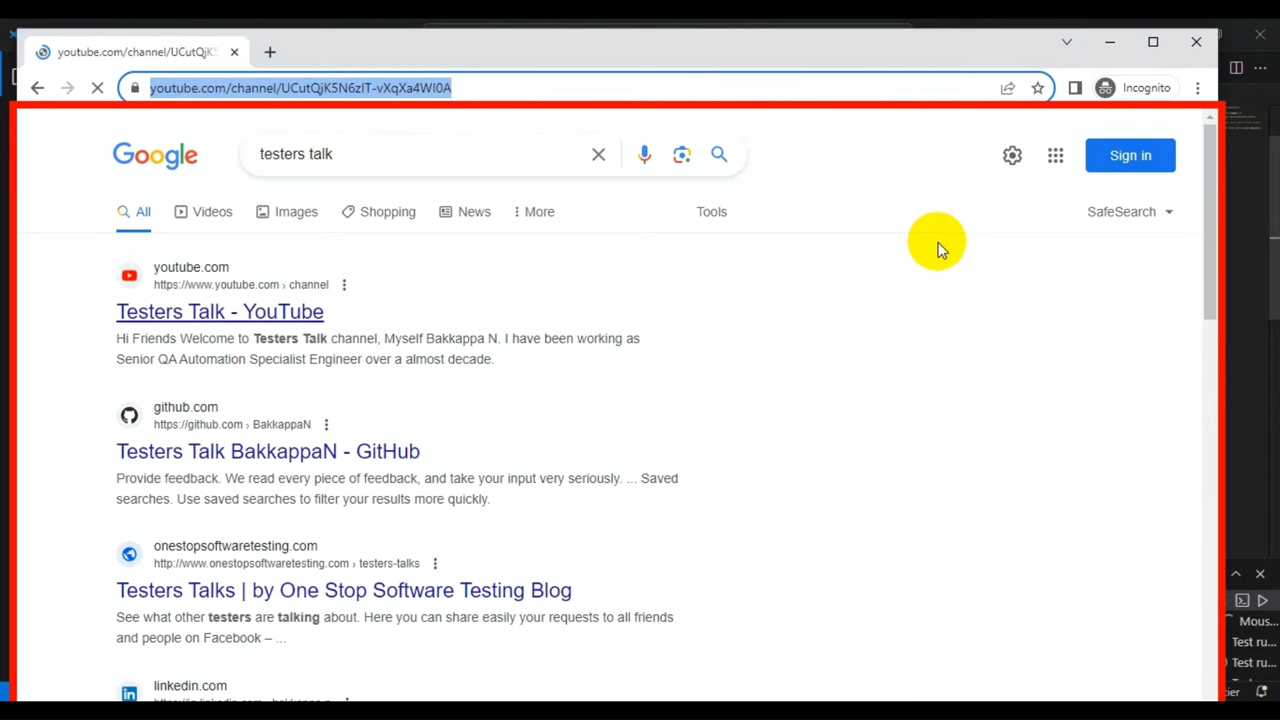 youtube.com/channel/UCutQjK5
youtube.com/channel/UCutQjK5N6zIT-vXqXa4WI0A
Incognito
Google
testers talk
Sign in
All
Videos
Images
Shopping
News
More
Tools
SafeSearch
youtube.com
https://www.youtube.com › channel
Testers Talk - YouTube
Hi Friends Welcome to Testers Talk channel, Myself Bakkappa N. I have been working as
Senior QA Automation Specialist Engineer over a almost decade.
github.com
https://github.com › BakkappaN
Testers Talk BakkappaN - GitHub
Provide feedback. We read every piece of feedback, and take your input very seriously. ... Saved
searches. Use saved searches to filter your results more quickly.
onestopsoftwaretesting.com
http://www.onestopsoftwaretesting.com › testers-talks
Testers Talks | by One Stop Software Testing Blog
See what other testers are talking about. Here you can share easily your requests to all friends
and people on Facebook – ...
linkedin.com
Mous...
Test ru...
Test ru...